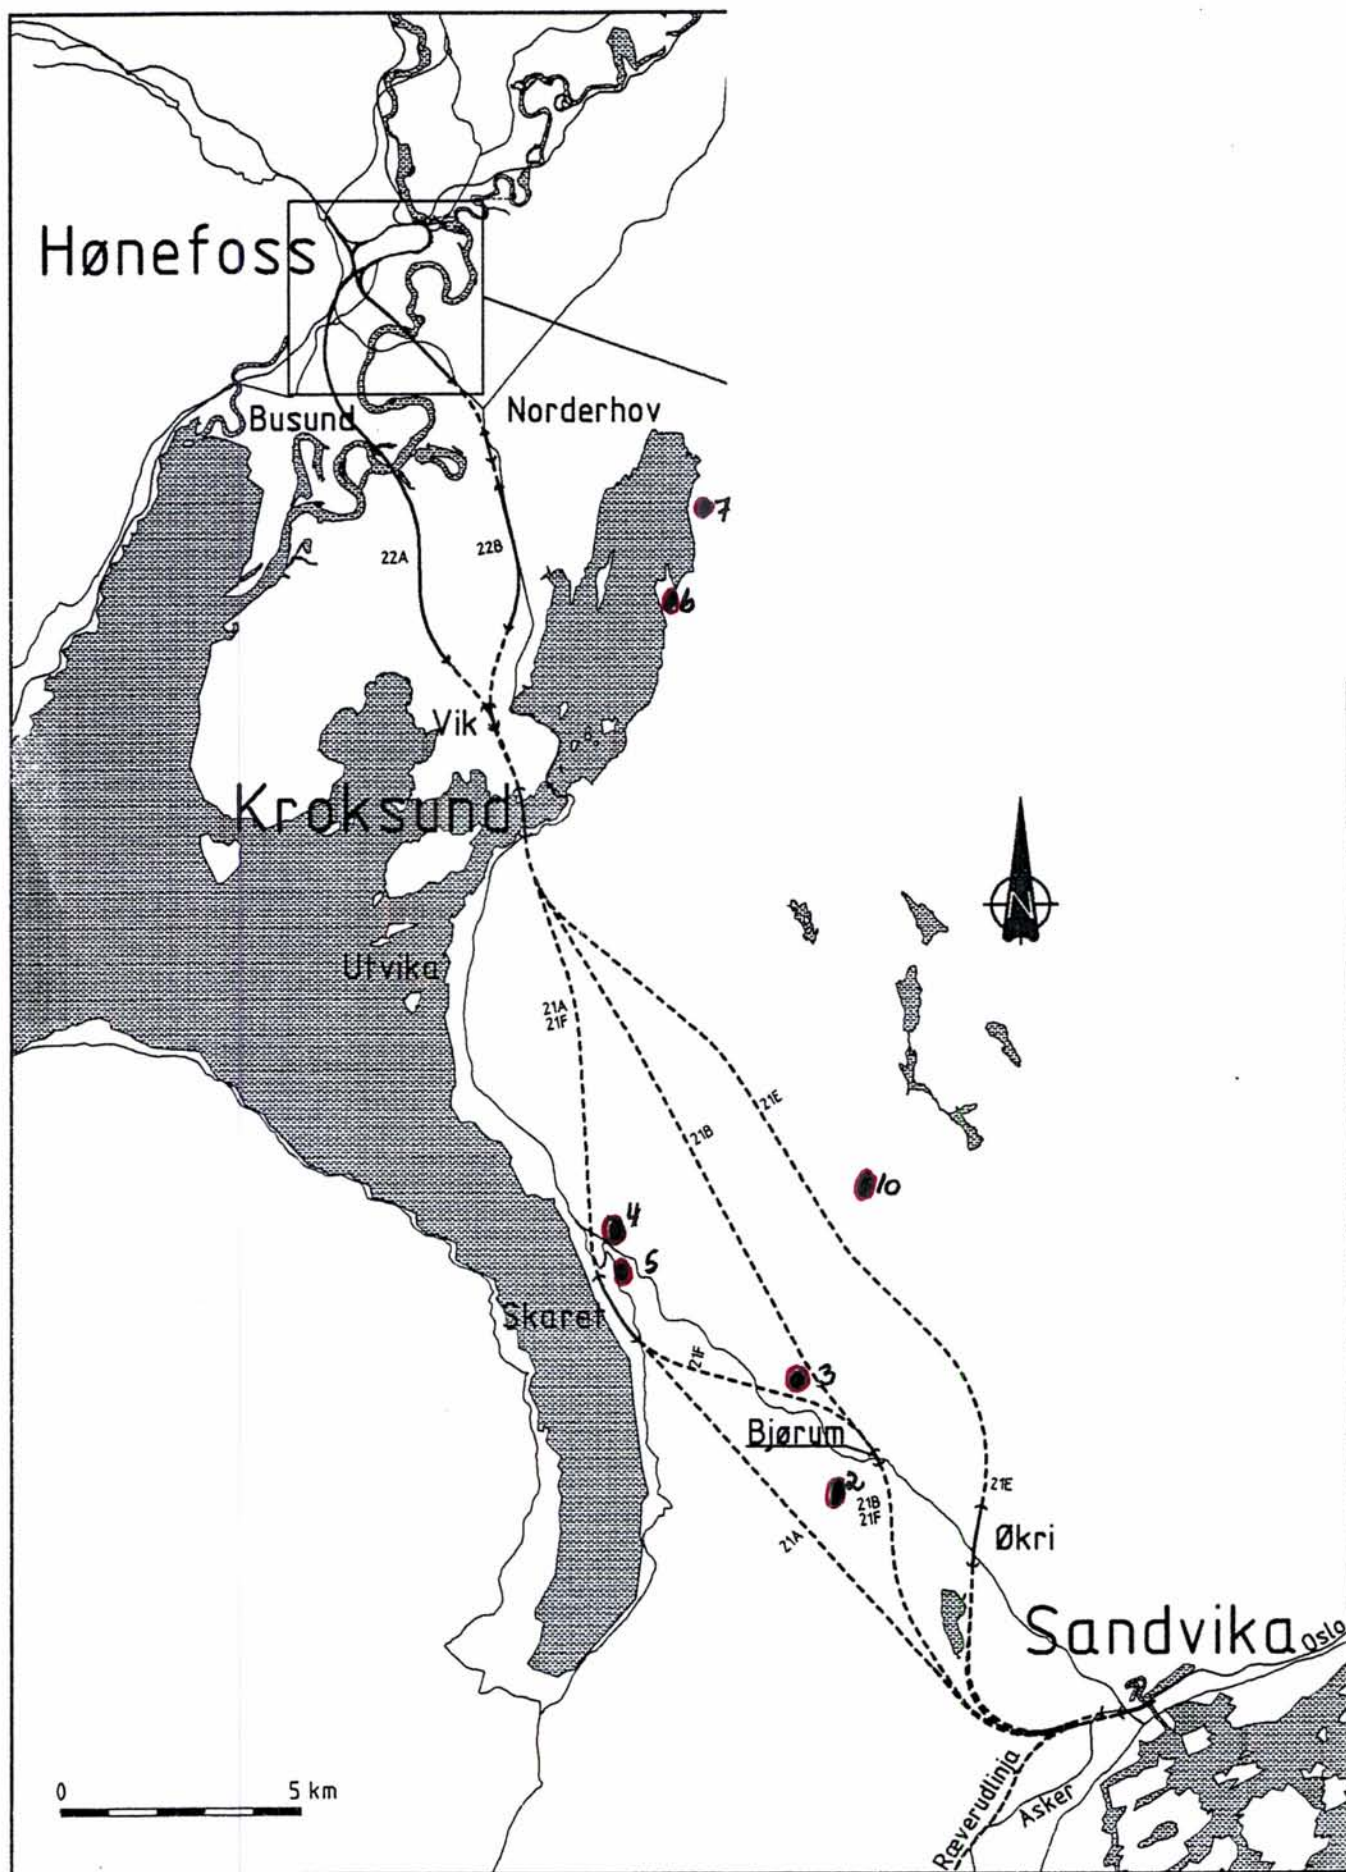 Hønefoss
Busund
Norderhov
7
22A
22B
6
Vik
Kroksund
N
Utvika
21A
21F
21E
21B
10
4
5
Skaret
21F
3
Bjørum
2
21B
21F
21E
21A
Økri
Sandvika
Oslo
0
5 km
Ræverudlinja
Asker